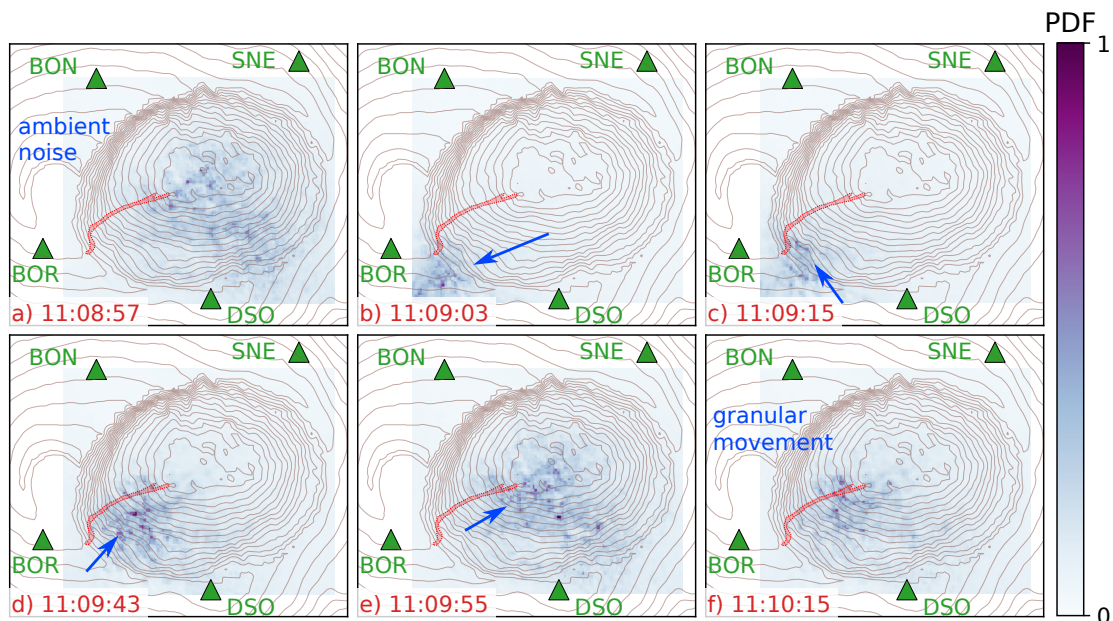 PDF
1
BON
SNE
ambient
noise
BOR
DSO
a) 11:08:57
BON
SNE
BOR
DSO
b) 11:09:03
BON
SNE
BOR
DSO
c) 11:09:15
BON
SNE
BOR
DSO
d) 11:09:43
BON
SNE
BOR
DSO
e) 11:09:55
BON
SNE
granular
movement
BOR
DSO
f) 11:10:15
0